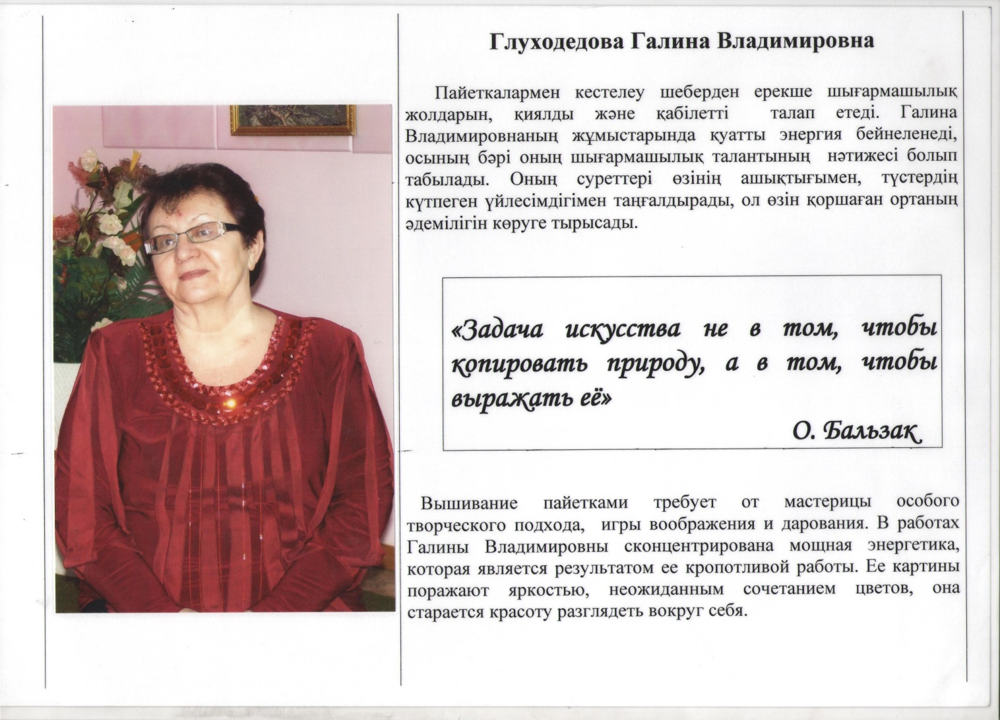 Глуходедова Галина Владимировна
Пайеткалармен кестелеу шеберден ерекше шығармашылық
жолдарын, қиялды және қабілетті талап етеді. Галина
Владимировнаның жұмыстарында қуатты энергия бейнеленеді,
осының бәрі оның шығармашылық талантының нәтижесі болып
табылады. Оның суреттері өзінің ашықтығымен, түстердің
күтпеген үйлесімдігімен таңғалдырады, ол өзін қоршаған ортаның
әдемілігін көруге тырысады.
«Задача искусства не в том, чтобы
копировать природу, а в том, чтобы
выражать её»
О. Бальзак
Вышивание пайетками требует от мастерицы особого
творческого подхода, игры воображения и дарования. В работах
Галины Владимировны сконцентрирована мощная энергетика,
которая является результатом ее кропотливой работы. Ее картины
поражают яркостью, неожиданным сочетанием цветов, она
старается красоту разглядеть вокруг себя.